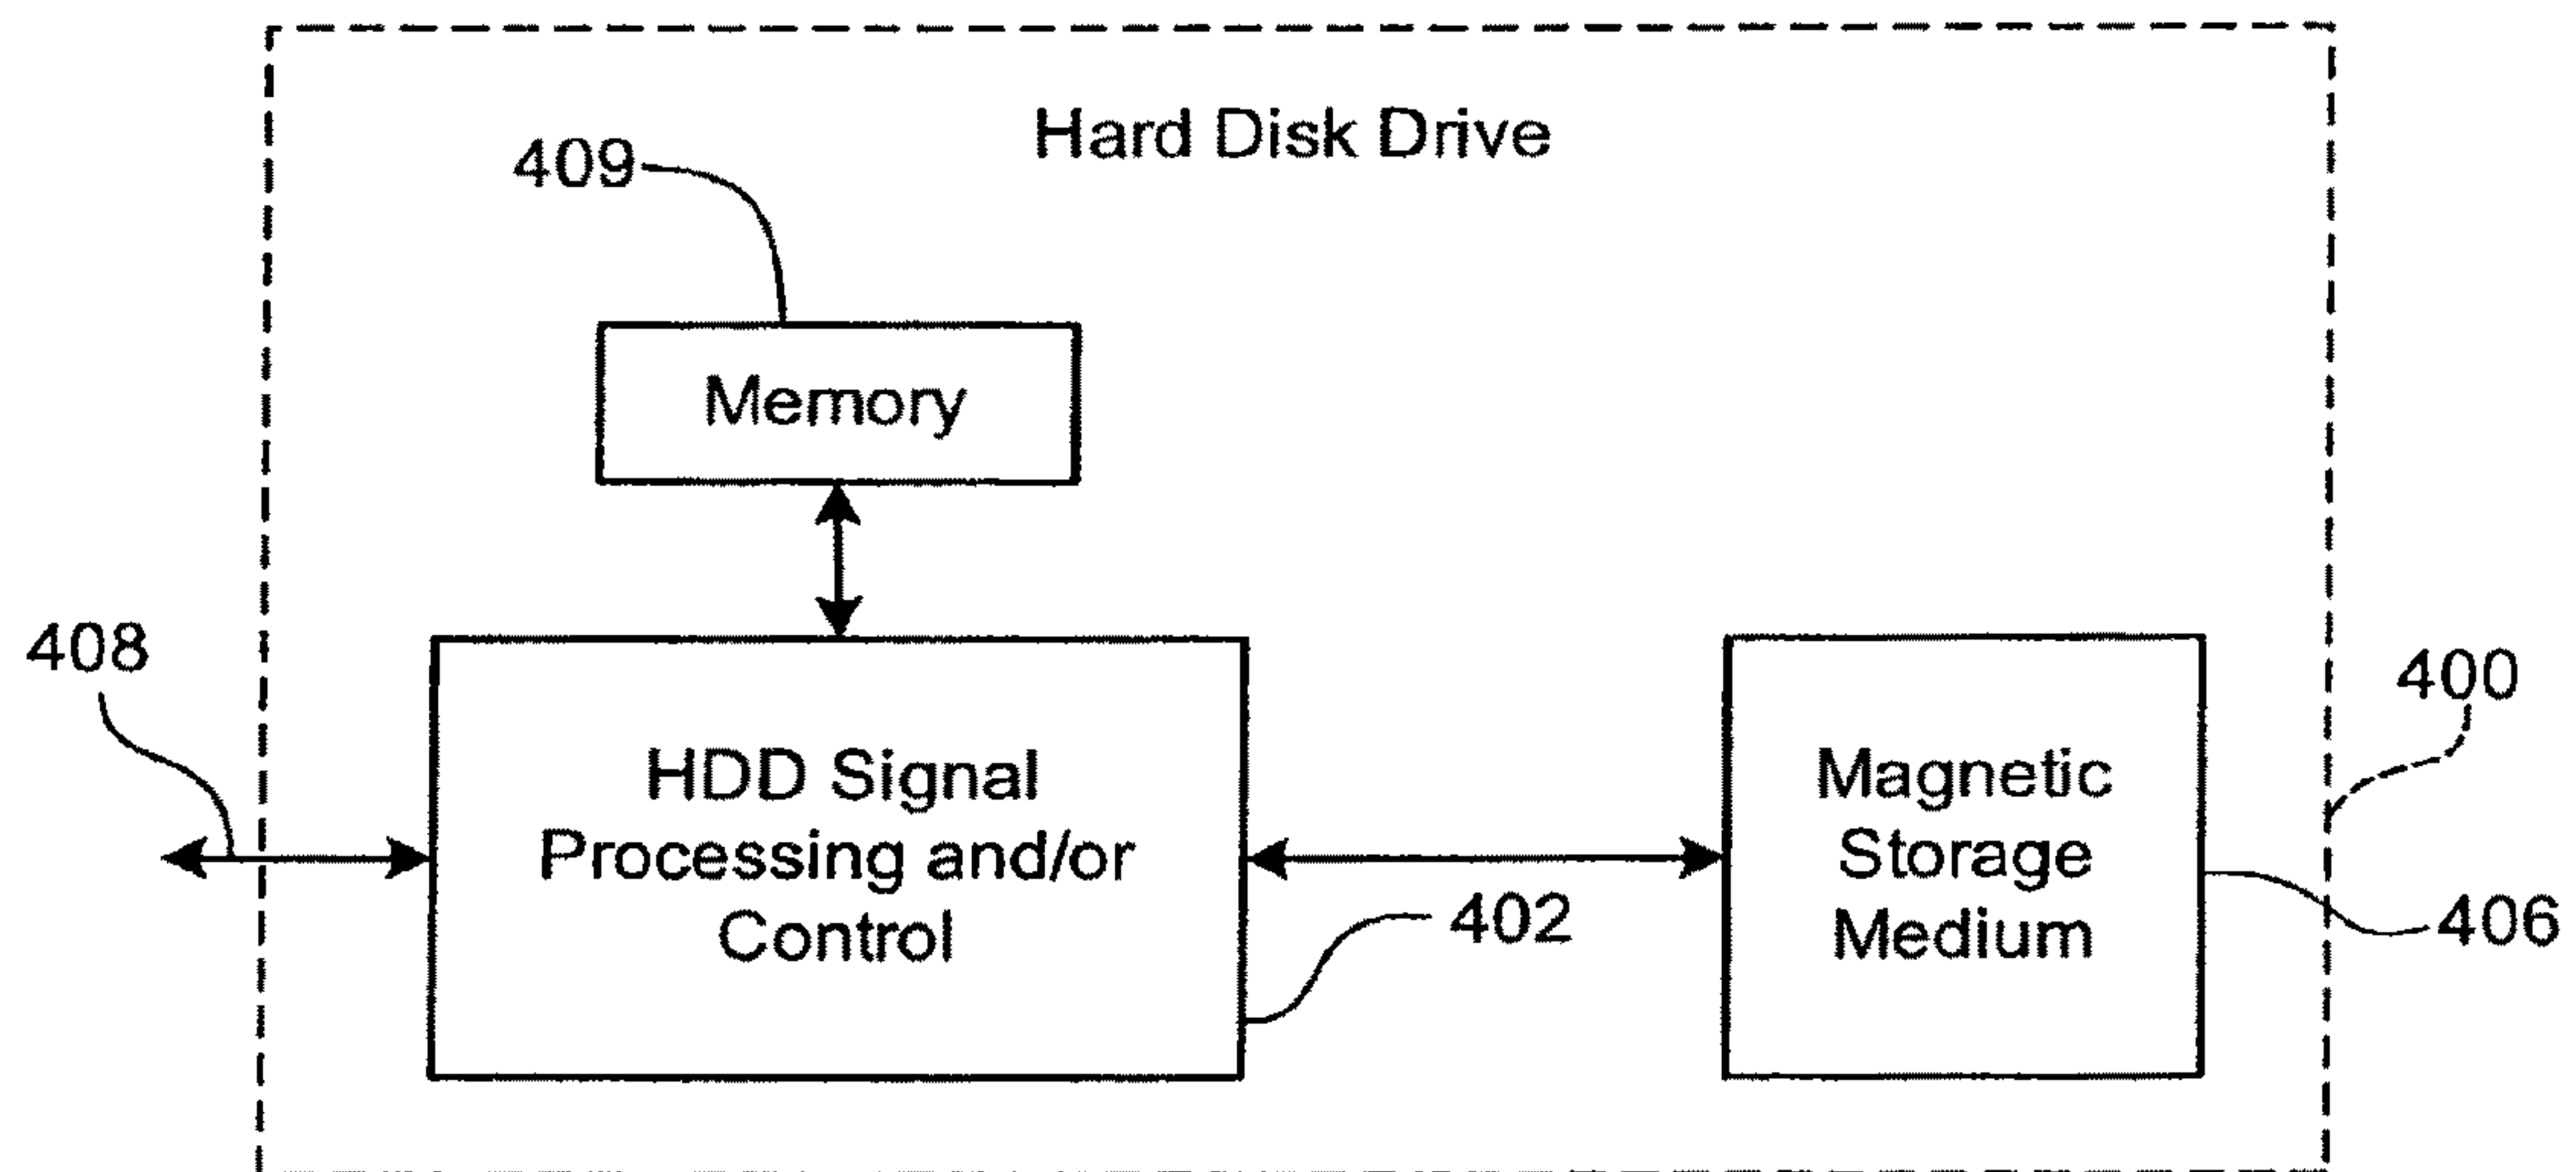 Hard Disk Drive
409
Memory
408
HDD Signal
Processing and/or
Control
402
Magnetic
Storage
Medium
400
406